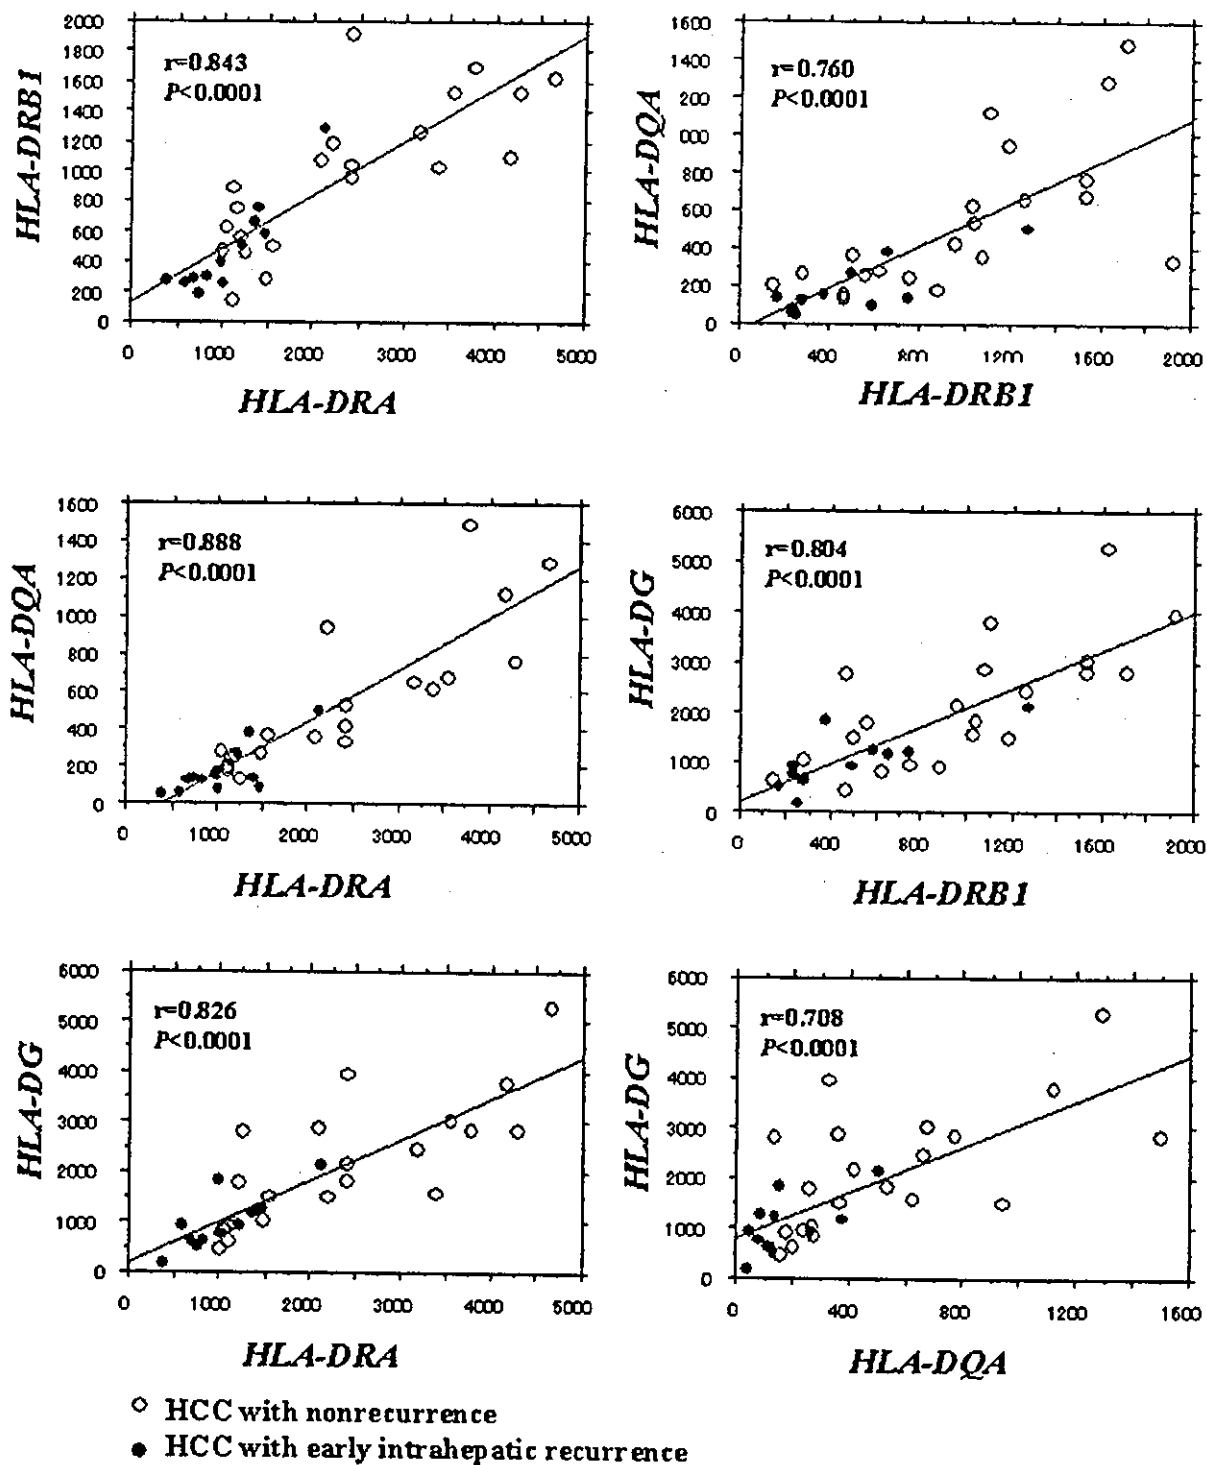 HLA-DRB1
2000
1800
1600
1400
1200
1000
800
600
400
200
0
r=0.843
P<0.0001
0 1000 2000 3000 4000 5000
HLA-DRA
HLA-DQA
1600
1400
1200
1000
800
600
400
200
0
r=0.888
P<0.0001
0 1000 2000 3000 4000 5000
HLA-DRA
HLA-DG
6000
5000
4000
3000
2000
1000
0
r=0.826
P<0.0001
0 1000 2000 3000 4000 5000
HLA-DRA
HLA-DQA
1600
1400
200
000
800
600
400
200
0
r=0.760
P<0.0001
0 400 800 1200 1600 2000
HLA-DRB1
HLA-DG
6000
5000
4000
3000
2000
1000
0
r=0.804
P<0.0001
0 400 800 1200 1600 2000
HLA-DRB1
HLA-DG
6000
5000
4000
3000
2000
1000
0
r=0.708
P<0.0001
0 400 800 1200 1600
HLA-DQA
HCC with nonrecurrence
HCC with early intrahepatic recurrence